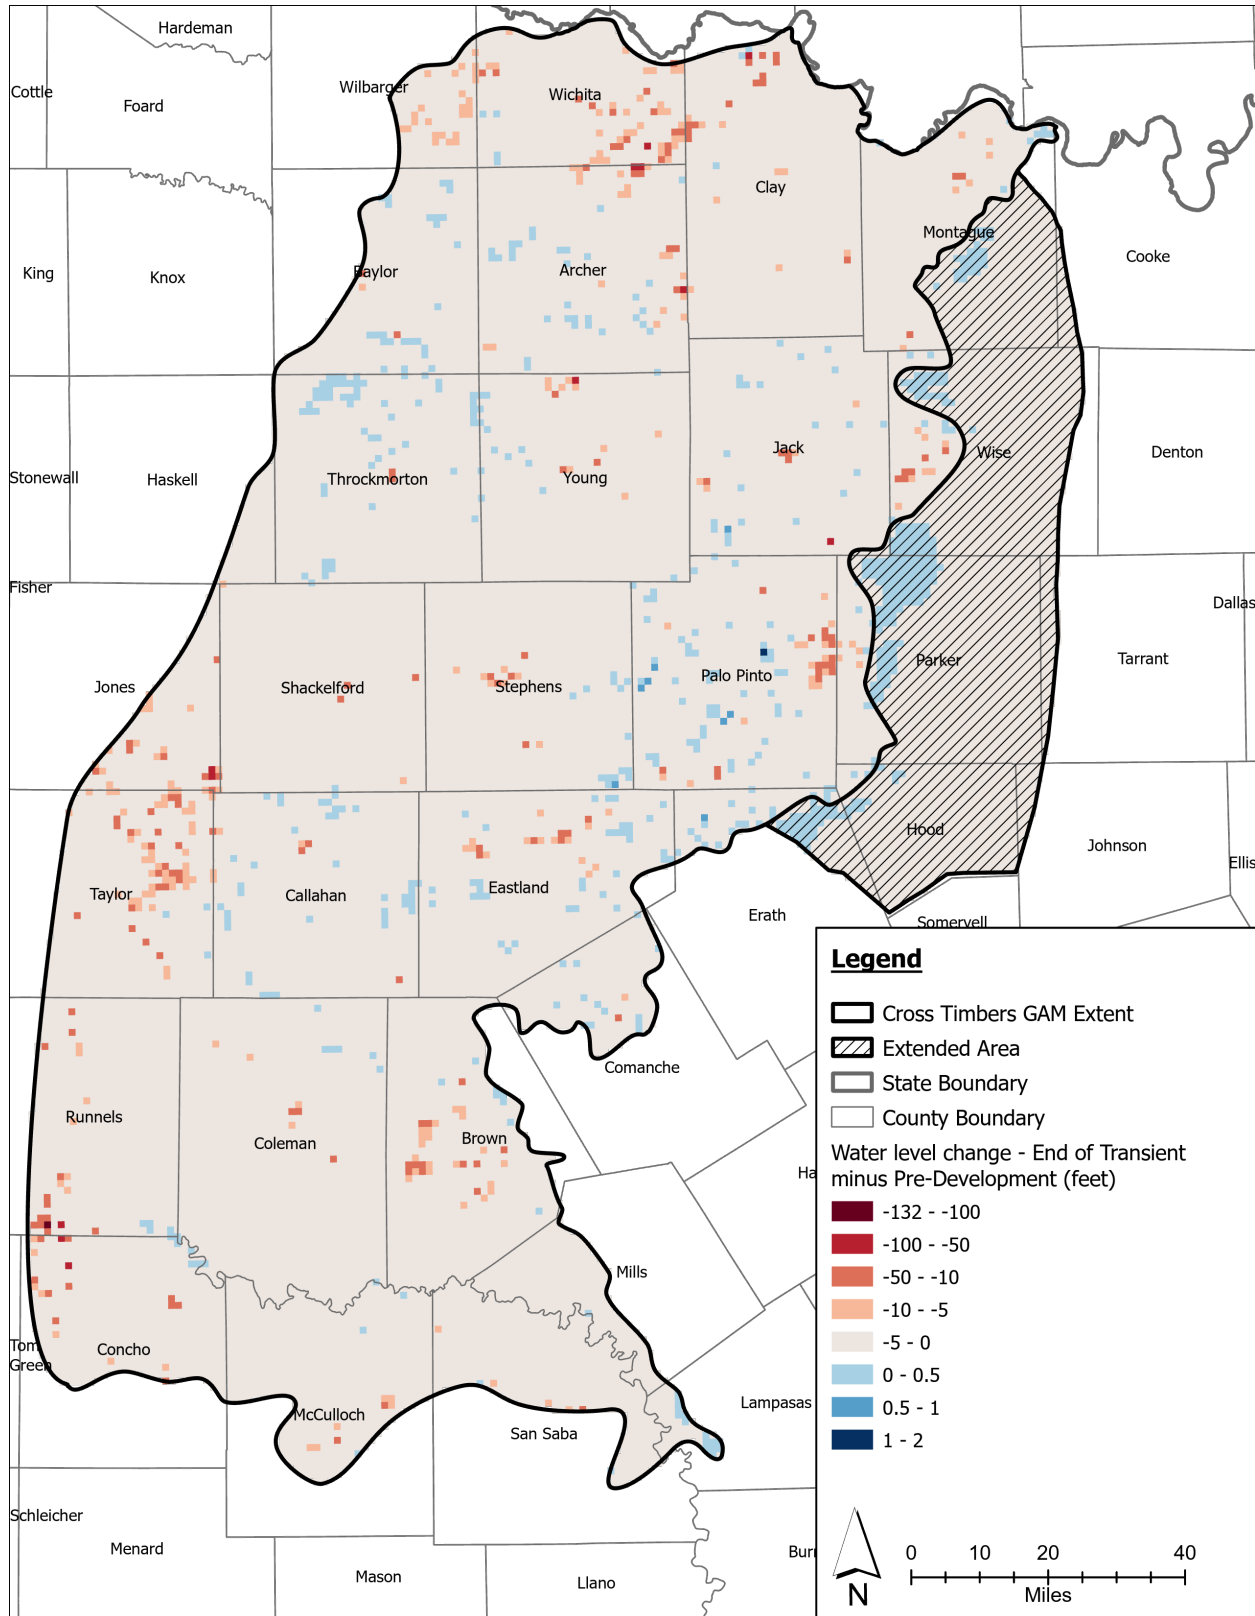 Hardeman
Wilbarger
Cottle
Foard
Wichita
Clay
Montague
Cooke
King
Knox
Baylor
Archer
Stonewall
Haskell
Throckmorton
Young
Jack
Wise
Denton
Fisher
Dallas
Jones
Shackelford
Stephens
Palo Pinto
Parker
Tarrant
Taylor
Callahan
Eastland
Hood
Johnson
Ellis
Erath
Somervell
Runnels
Coleman
Brown
Comanche
Ha
Mills
Tom
Green
Concho
McCulloch
San Saba
Lampasas
Schleicher
Menard
Mason
Llano
Bur
Legend
Cross Timbers GAM Extent
Extended Area
State Boundary
County Boundary
Water level change - End of Transient
minus Pre-Development (feet)
-132 - -100
-100 - -50
-50 - -10
-10 - -5
-5 - 0
0 - 0.5
0.5 - 1
1 - 2
N
0 10 20 40
Miles